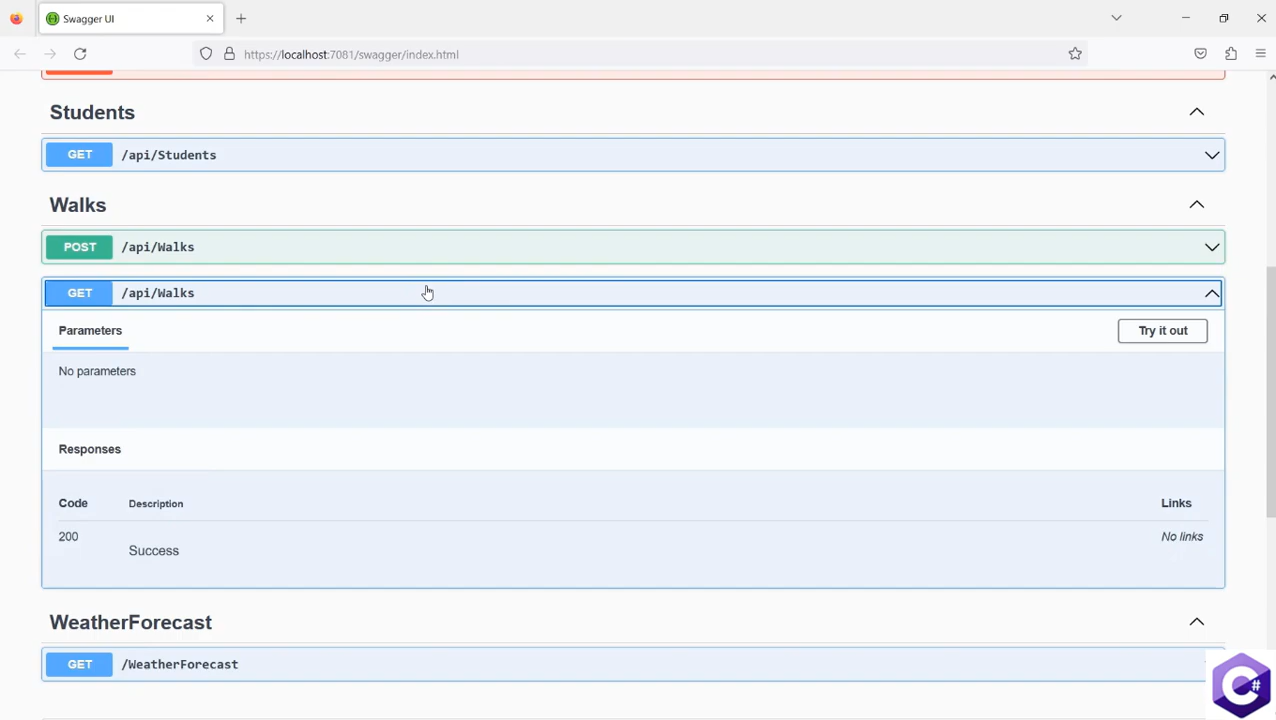 Swagger UI
https://localhost:7081/swagger/index.html
Students
GET /api/Students
Walks
POST /api/Walks
GET /api/Walks
Parameters
Try it out
No parameters
Responses
Code Description Links
200 Success No links
WeatherForecast
GET /WeatherForecast
C#